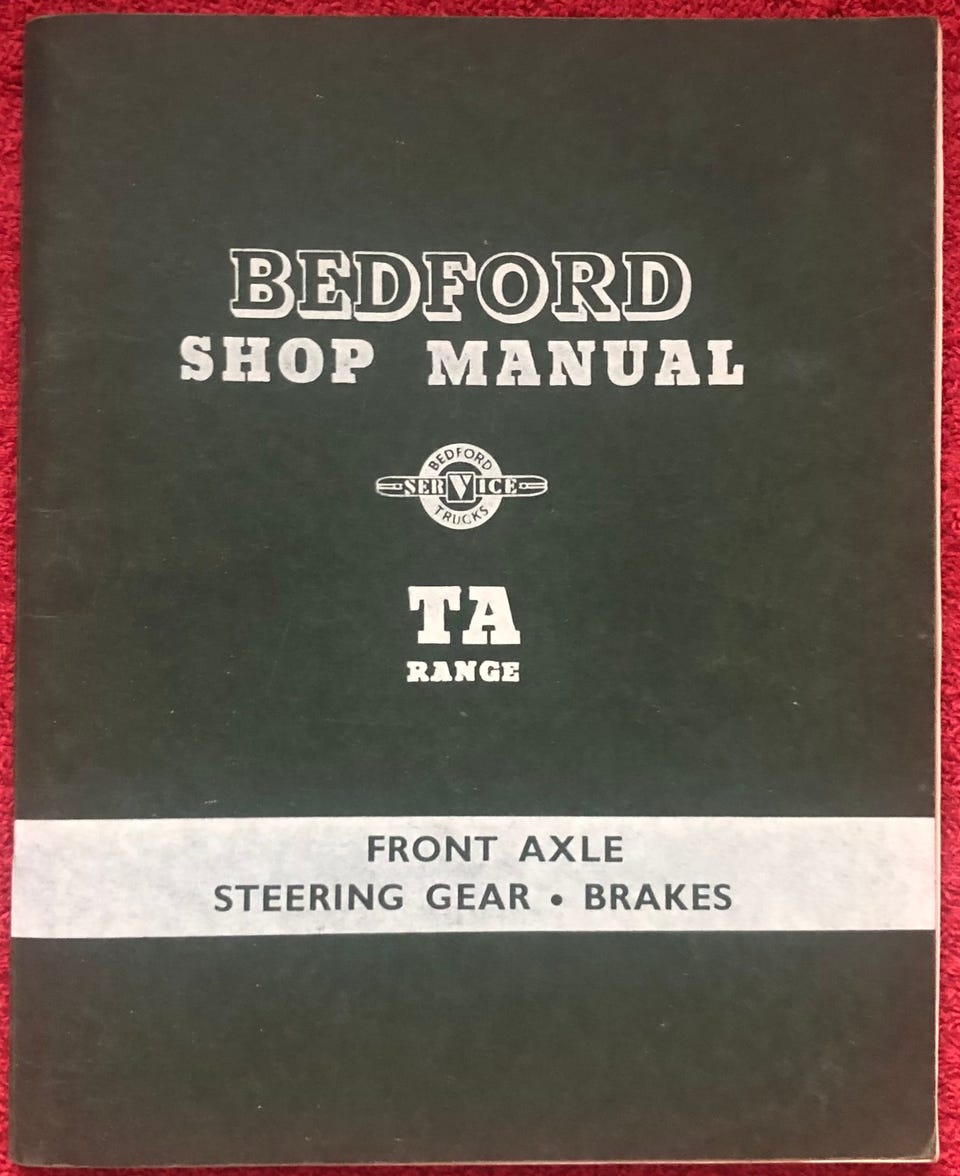 BEDFORD
SHOP MANUAL
BEDFORD
SERVICE
TRUCKS
TA
RANGE
FRONT AXLE
STEERING GEAR • BRAKES